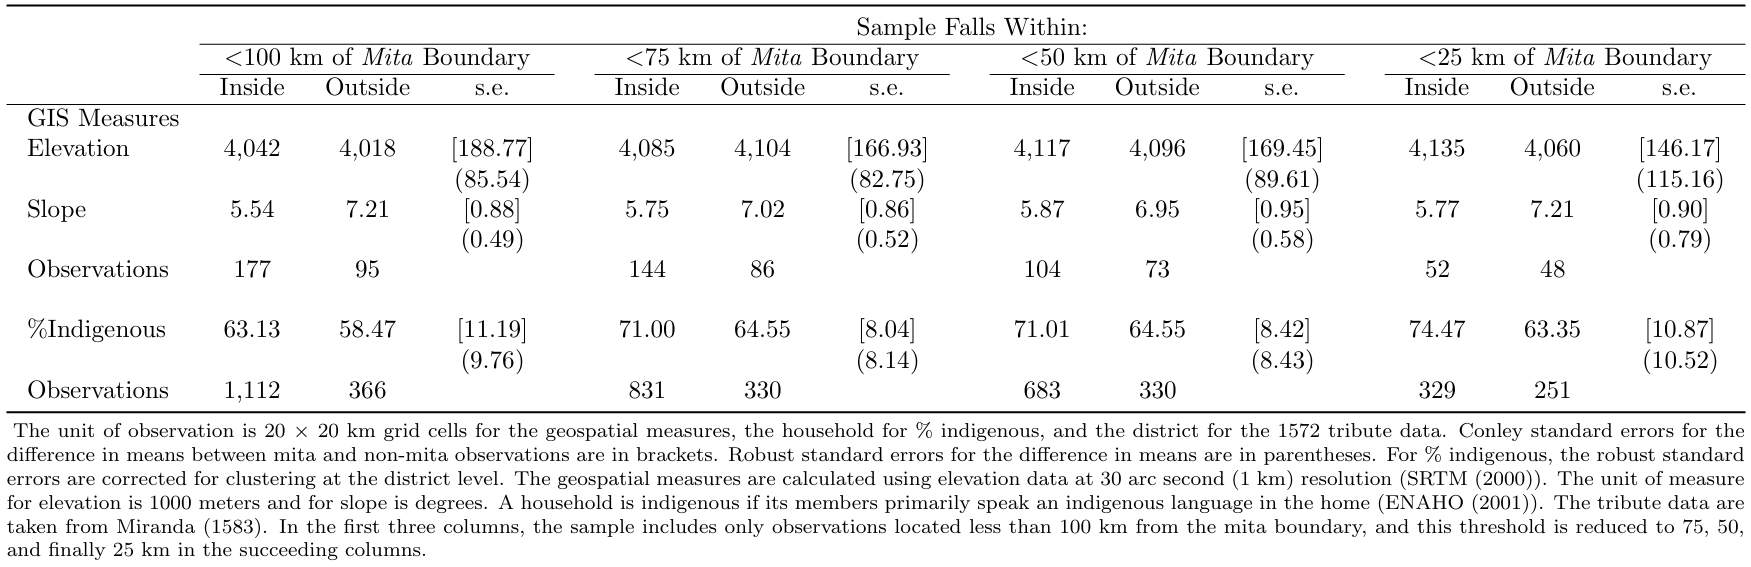 Sample Falls Within:
<100 km of Mita Boundary <75 km of Mita Boundary <50 km of Mita Boundary <25 km of Mita Boundary
Inside Outside s.e. Inside Outside s.e. Inside Outside s.e. Inside Outside s.e.
GIS Measures
Elevation 4,042 4,018 [188.77] 4,085 4,104 [166.93] 4,117 4,096 [169.45] 4,135 4,060 [146.17]
(85.54) (82.75) (89.61) (115.16)
Slope 5.54 7.21 [0.88] 5.75 7.02 [0.86] 5.87 6.95 [0.95] 5.77 7.21 [0.90]
(0.49) (0.52) (0.58) (0.79)
Observations 177 95 144 86 104 73 52 48
%Indigenous 63.13 58.47 [11.19] 71.00 64.55 [8.04] 71.01 64.55 [8.42] 74.47 63.35 [10.87]
(9.76) (8.14) (8.43) (10.52)
Observations 1,112 366 831 330 683 330 329 251
The unit of observation is 20 × 20 km grid cells for the geospatial measures, the household for % indigenous, and the district for the 1572 tribute data. Conley standard errors for the
difference in means between mita and non-mita observations are in brackets. Robust standard errors for the difference in means are in parentheses. For % indigenous, the robust standard
errors are corrected for clustering at the district level. The geospatial measures are calculated using elevation data at 30 arc second (1 km) resolution (SRTM (2000)). The unit of measure
for elevation is 1000 meters and for slope is degrees. A household is indigenous if its members primarily speak an indigenous language in the home (ENAHO (2001)). The tribute data are
taken from Miranda (1583). In the first three columns, the sample includes only observations located less than 100 km from the mita boundary, and this threshold is reduced to 75, 50,
and finally 25 km in the succeeding columns.